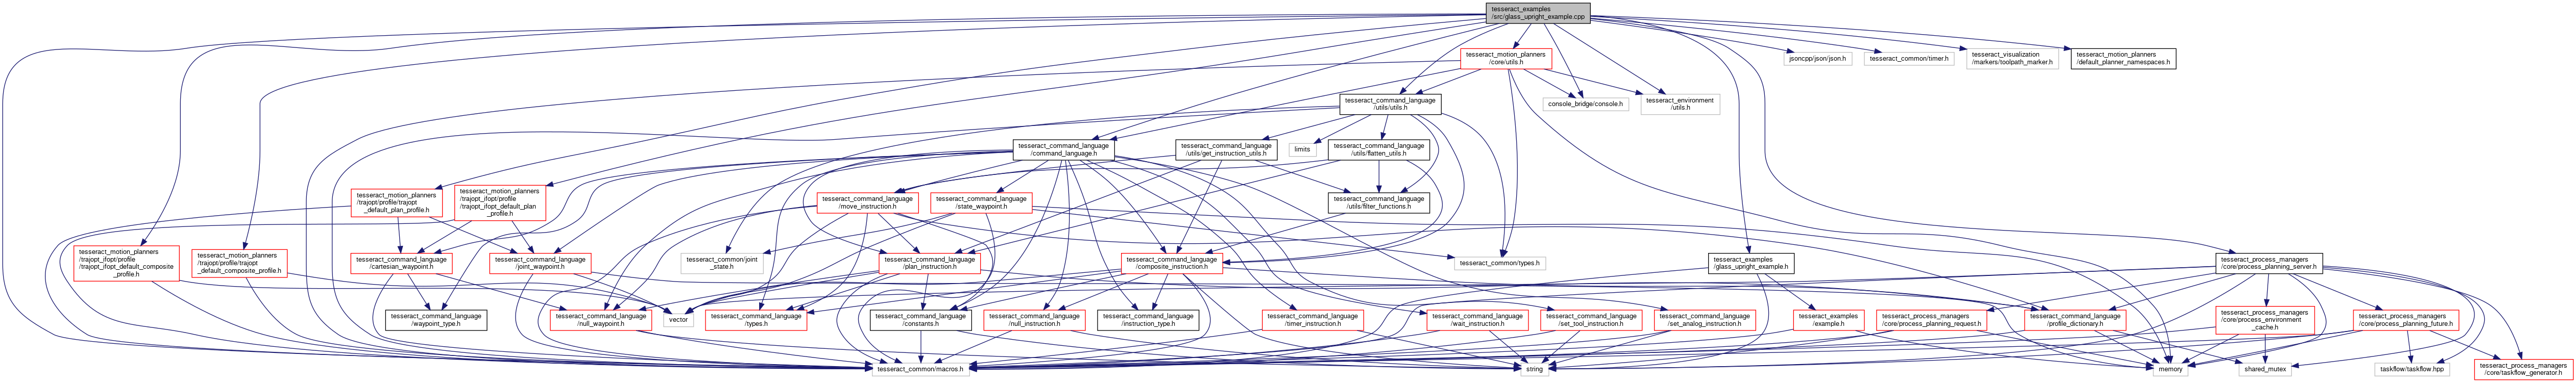 tesseract_examples
/src/glass_upright_example.cpp
tesseract_motion_planners
/core/utils.h
jsoncpp/json/json.h
tesseract_common/timer.h
tesseract_visualization
/markers/toolpath_marker.h
tesseract_motion_planners
/default_planner_namespaces.h
tesseract_command_language
/utils/utils.h
console_bridge/console.h
tesseract_environment
/utils.h
tesseract_command_language
/command_language.h
tesseract_command_language
/utils/get_instruction_utils.h
limits
tesseract_command_language
/utils/flatten_utils.h
tesseract_motion_planners
/trajopt/profile/trajopt
_default_plan_profile.h
tesseract_motion_planners
/trajopt_ifopt/profile
/trajopt_ifopt_default_plan
_profile.h
tesseract_command_language
/move_instruction.h
tesseract_command_language
/state_waypoint.h
tesseract_command_language
/utils/filter_functions.h
tesseract_motion_planners
/trajopt_ifopt/profile
/trajopt_ifopt_default_composite
_profile.h
tesseract_motion_planners
/trajopt/profile/trajopt
_default_composite_profile.h
tesseract_command_language
/cartesian_waypoint.h
tesseract_command_language
/joint_waypoint.h
tesseract_common/joint
_state.h
tesseract_command_language
/plan_instruction.h
tesseract_command_language
/composite_instruction.h
tesseract_common/types.h
tesseract_examples
/glass_upright_example.h
tesseract_process_managers
/core/process_planning_server.h
tesseract_command_language
/waypoint_type.h
tesseract_command_language
/null_waypoint.h
vector
tesseract_command_language
/types.h
tesseract_command_language
/constants.h
tesseract_command_language
/null_instruction.h
tesseract_command_language
/instruction_type.h
tesseract_command_language
/timer_instruction.h
tesseract_command_language
/wait_instruction.h
tesseract_command_language
/set_tool_instruction.h
tesseract_command_language
/set_analog_instruction.h
tesseract_examples
/example.h
tesseract_process_managers
/core/process_planning_request.h
tesseract_command_language
/profile_dictionary.h
tesseract_process_managers
/core/process_environment
_cache.h
tesseract_process_managers
/core/process_planning_future.h
tesseract_common/macros.h
string
memory
shared_mutex
taskflow/taskflow.hpp
tesseract_process_managers
/core/taskflow_generator.h